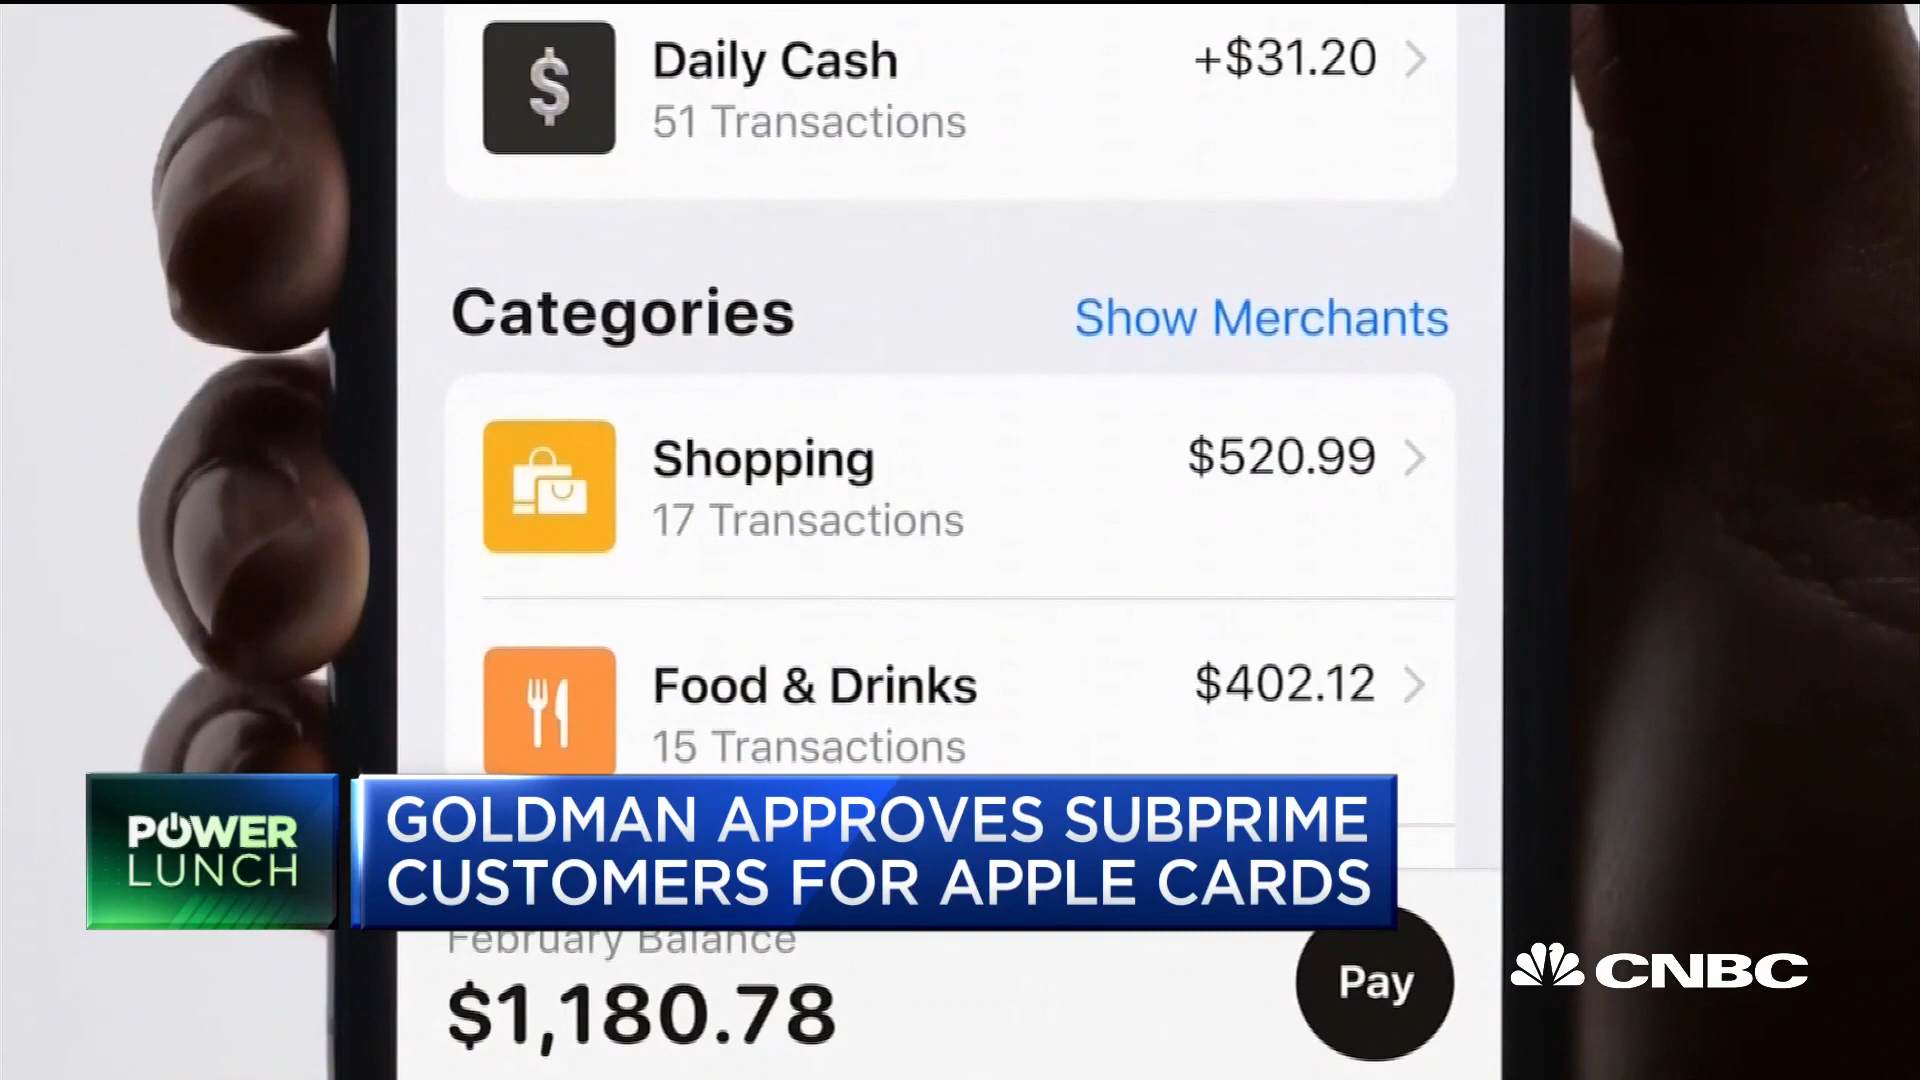 $
Daily Cash
+$31.20
51 Transactions
Categories
Show Merchants
Shopping
$520.99
17 Transactions
Food & Drinks
$402.12
15 Transactions
POWER
LUNCH
GOLDMAN APPROVES SUBPRIME
CUSTOMERS FOR APPLE CARDS
February Balance
$1,180.78
Pay
CNBC